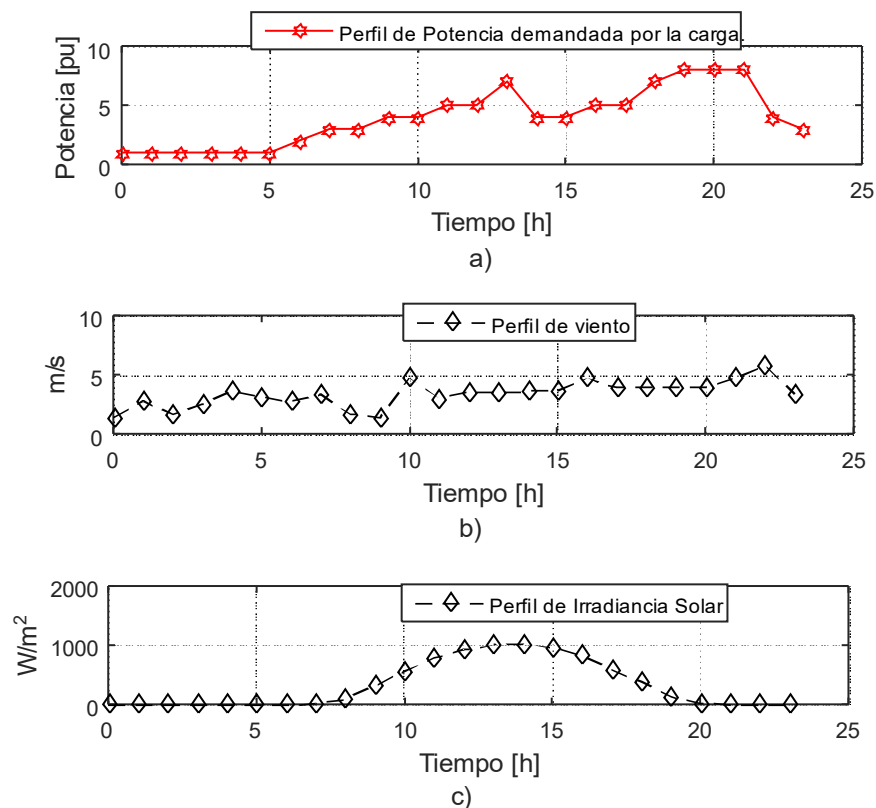 a)
Perfil de Potencia demandada por la carga.
Potencia [pu]
10
5
0
0 5 10 15 20 25
Tiempo [h]
a)
Perfil de viento
m/s
10
5
0
0 5 10 15 20 25
Tiempo [h]
b)
Perfil de Irradiancia Solar
W/m²
2000
1000
0
0 5 10 15 20 25
Tiempo [h]
c)